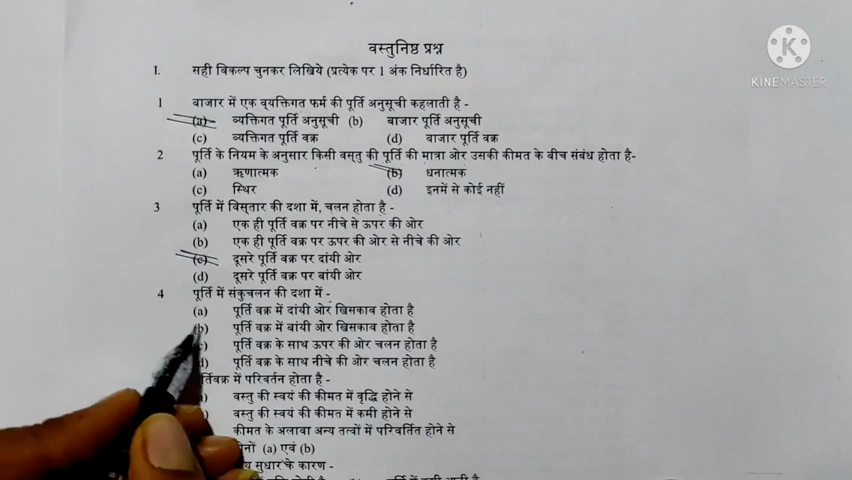 वस्तुनिष्ठ प्रश्न
K
KINEMASTER
I. सही विकल्प चुनकर लिखिये (प्रत्येक पर 1 अंक निर्धारित है)
1 बाजार में एक व्यक्तिगत फर्म की पूर्ति अनुसूची कहलाती है -
(a) व्यक्तिगत पूर्ति अनुसूची (b) बाजार पूर्ति अनुसूची
(c) व्यक्तिगत पूर्ति वक्र (d) बाजार पूर्ति वक्र
2 पूर्ति के नियम के अनुसार किसी वस्तु की पूर्ति की मात्रा ओर उसकी कीमत के बीच संबंध होता है-
(a) ऋणात्मक (b) धनात्मक
(c) स्थिर (d) इनमें से कोई नहीं
3 पूर्ति में विस्तार की दशा में, चलन होता है -
(a) एक ही पूर्ति वक्र पर नीचे से ऊपर की ओर
(b) एक ही पूर्ति वक्र पर ऊपर की ओर से नीचे की ओर
(c) दूसरे पूर्ति वक्र पर दांयी ओर
(d) दूसरे पूर्ति वक्र पर बांयी ओर
4 पूर्ति में संकुचलन की दशा में -
(a) पूर्ति वक्र में दांयी ओर खिसकाव होता है
(b) पूर्ति वक्र में बांयी ओर खिसकाव होता है
पूर्ति वक्र के साथ ऊपर की ओर चलन होता है
पूर्ति वक्र के साथ नीचे की ओर चलन होता है
में परिवर्तन होता है -
वस्तु की स्वयं की कीमत में वृद्धि होने से
वस्तु की स्वयं की कीमत में कमी होने से
कीमत के अलावा अन्य तत्वों में परिवर्तित होने से
(a) एवं (b)
सुधार के कारण -